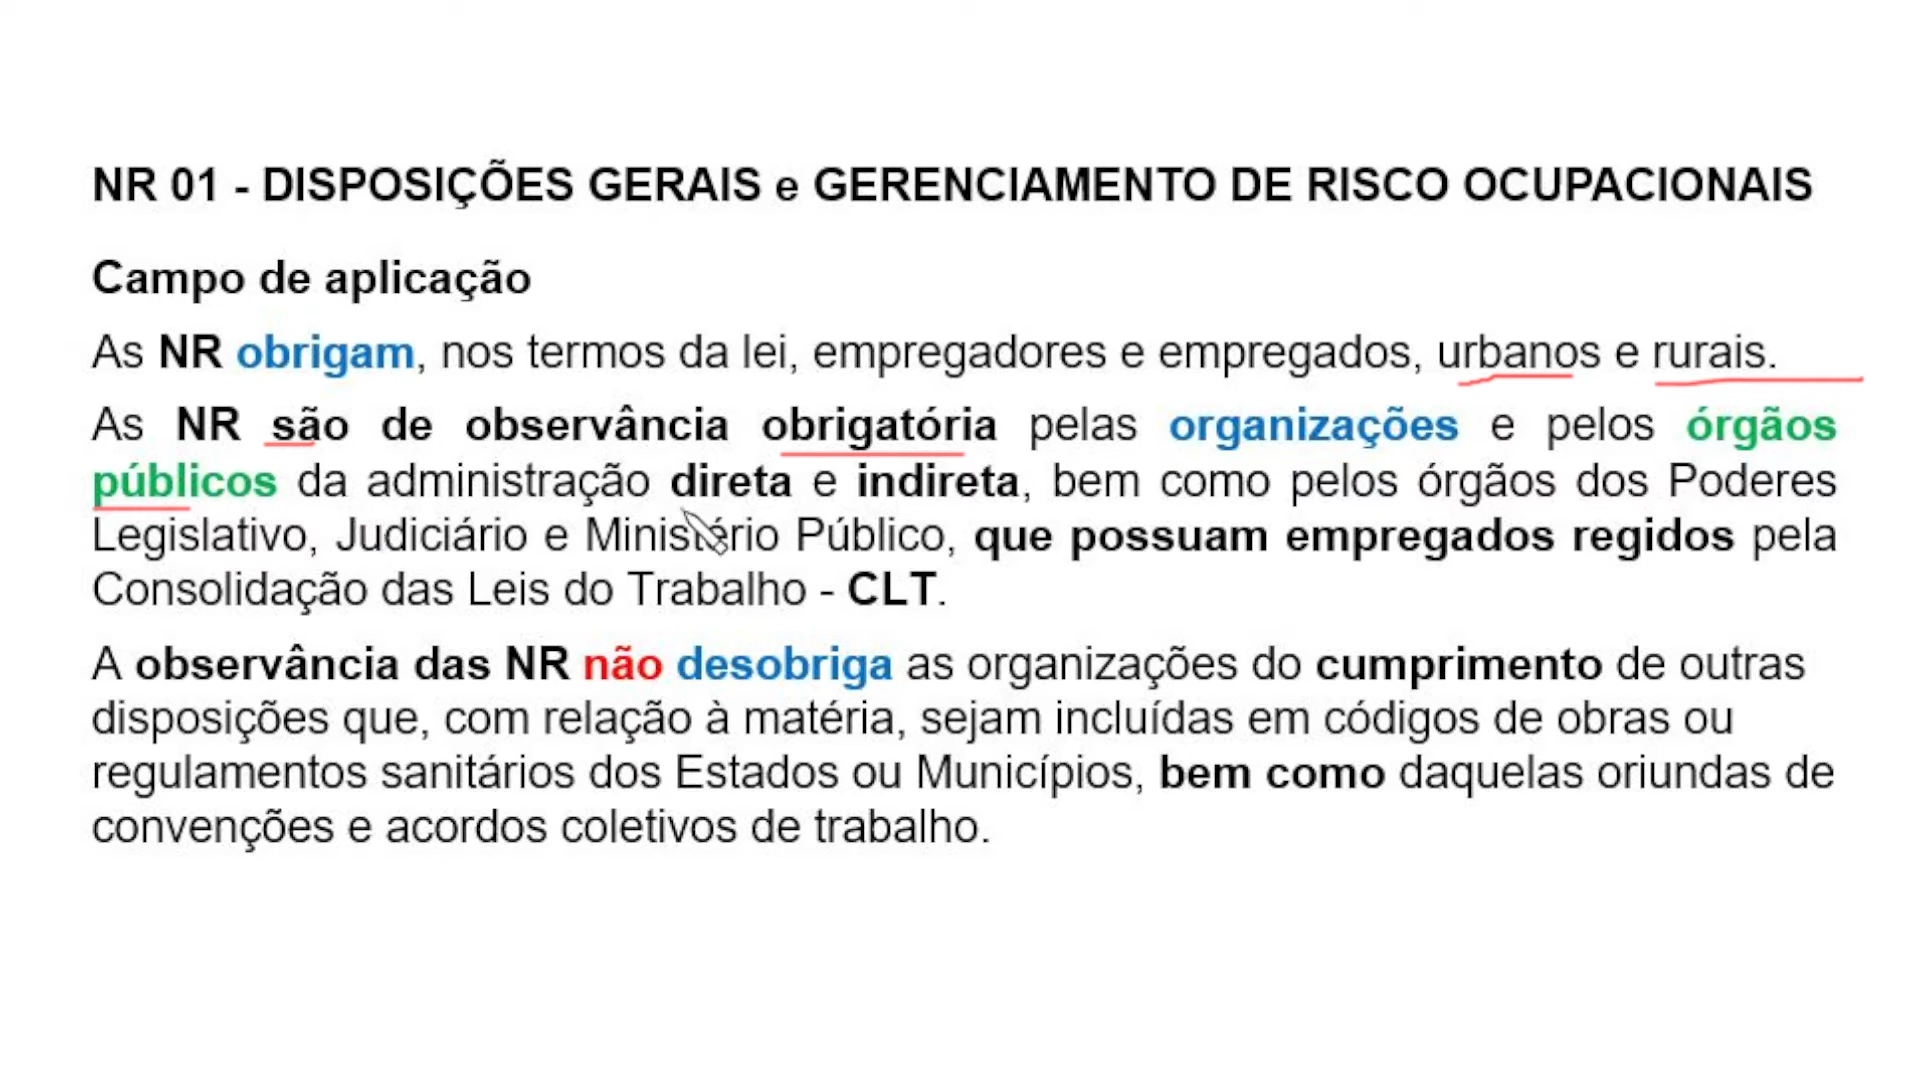 NR 01 - DISPOSIÇÕES GERAIS e GERENCIAMENTO DE RISCO OCUPACIONAIS
Campo de aplicação
As NR obrigam, nos termos da lei, empregadores e empregados, urbanos e rurais.
As NR são de observância obrigatória pelas organizações e pelos órgãos
públicos da administração direta e indireta, bem como pelos órgãos dos Poderes
Legislativo, Judiciário e Ministério Público, que possuam empregados regidos pela
Consolidação das Leis do Trabalho - CLT.
A observância das NR não desobriga as organizações do cumprimento de outras
disposições que, com relação à matéria, sejam incluídas em códigos de obras ou
regulamentos sanitários dos Estados ou Municípios, bem como daquelas oriundas de
convenções e acordos coletivos de trabalho.